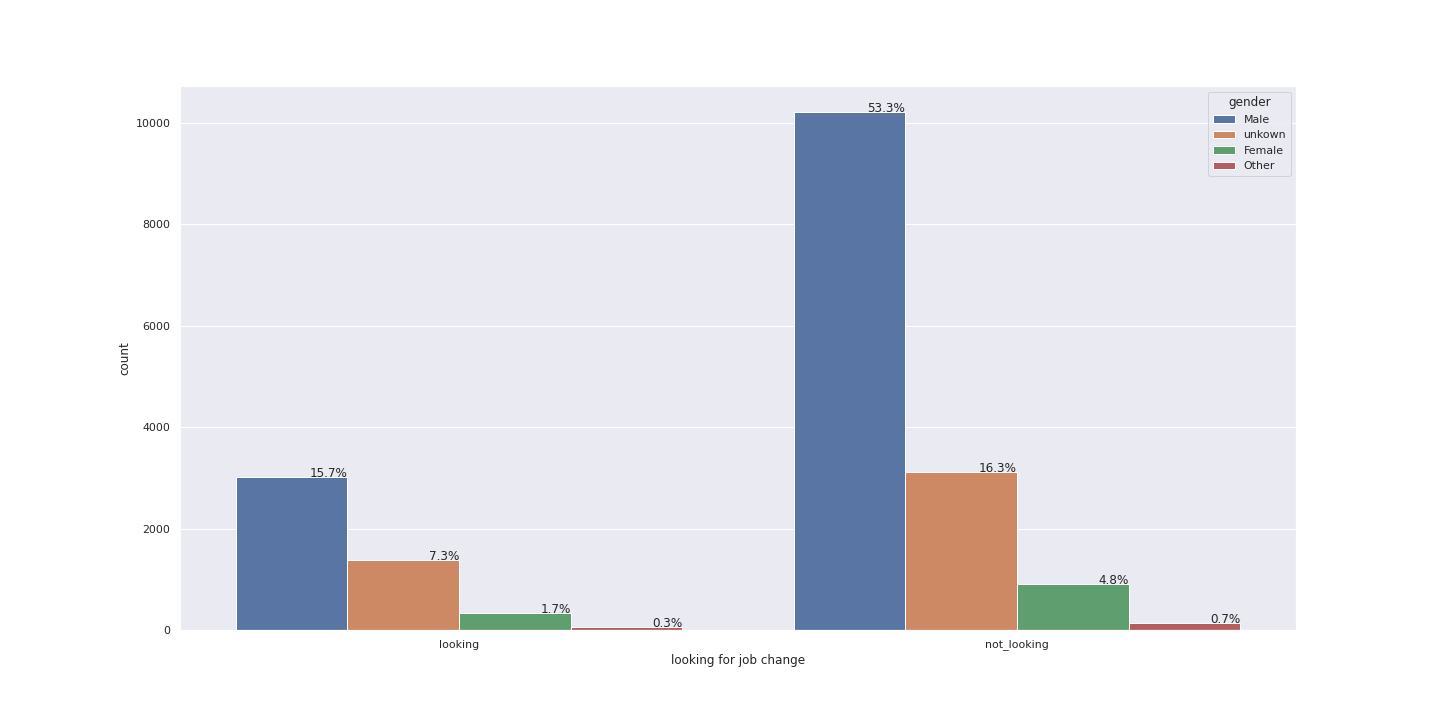 53.3%
gender
Male
unkown
Female
Other
10000
8000
6000
4000
2000
0
count
15.7%
7.3%
1.7%
0.3%
16.3%
4.8%
0.7%
looking
not_looking
looking for job change